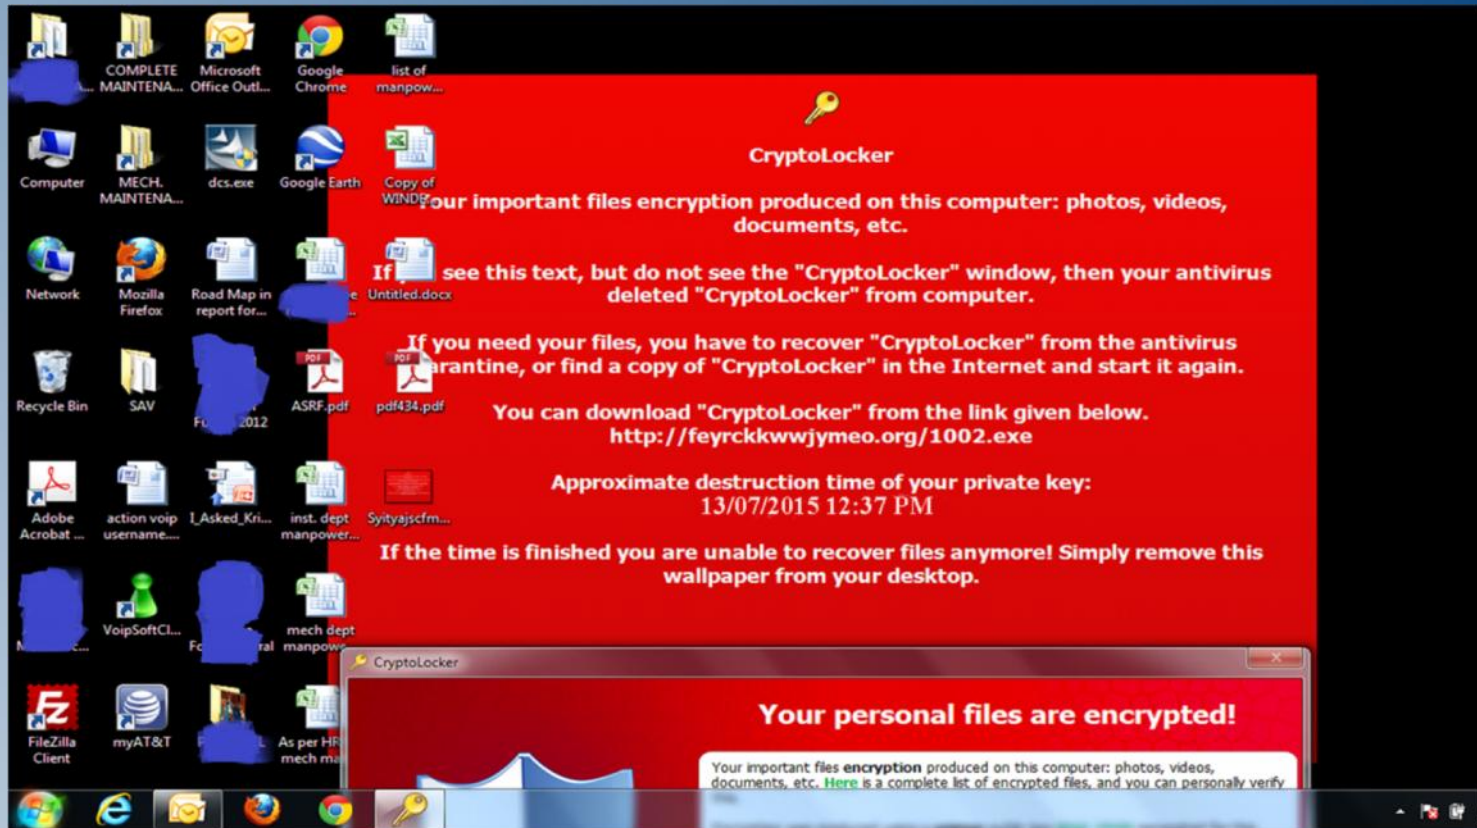 COMPLETE
MAINTENA...
Microsoft
Office Outl...
Google
Chrome
list of
manpow...
Computer
MECH.
MAINTENA...
dcs.exe
Google Earth
Copy of
Network
Mozilla
Firefox
Road Map in
report for...
Untitled.docx
Recycle Bin
SAV
2012
PDF
ASRF.pdf
PDF
pdf434.pdf
Adobe
Acrobat ...
action voip
username....
I_Asked_Kri...
inst. dept
manpower...
Syityajscfm...
VoipSoftCl...
ral
mech dept
manpowe...
FileZilla
Client
myAT&T
As per HR
mech ma
CryptoLocker
Your important files encryption produced on this computer: photos, videos,
documents, etc.
If see this text, but do not see the "CryptoLocker" window, then your antivirus
deleted "CryptoLocker" from computer.
If you need your files, you have to recover "CryptoLocker" from the antivirus
arantine, or find a copy of "CryptoLocker" in the Internet and start it again.
You can download "CryptoLocker" from the link given below.
http://feyrckkwwjymeo.org/1002.exe
Approximate destruction time of your private key:
13/07/2015 12:37 PM
If the time is finished you are unable to recover files anymore! Simply remove this
wallpaper from your desktop.
CryptoLocker
Your personal files are encrypted!
Your important files encryption produced on this computer: photos, videos,
documents, etc. Here is a complete list of encrypted files, and you can personally verify